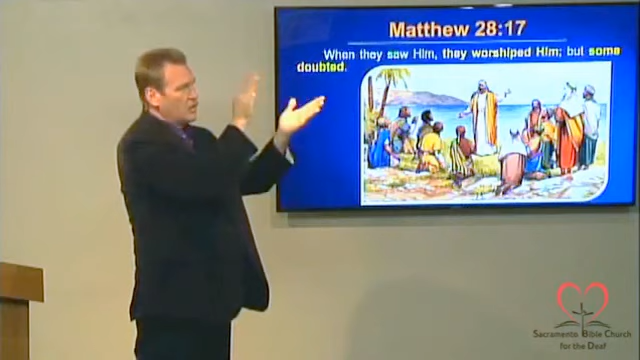 Matthew 28:17
When they saw Him, they worshiped Him; but some
doubted.
Sacramento Bible Church
for the Deaf